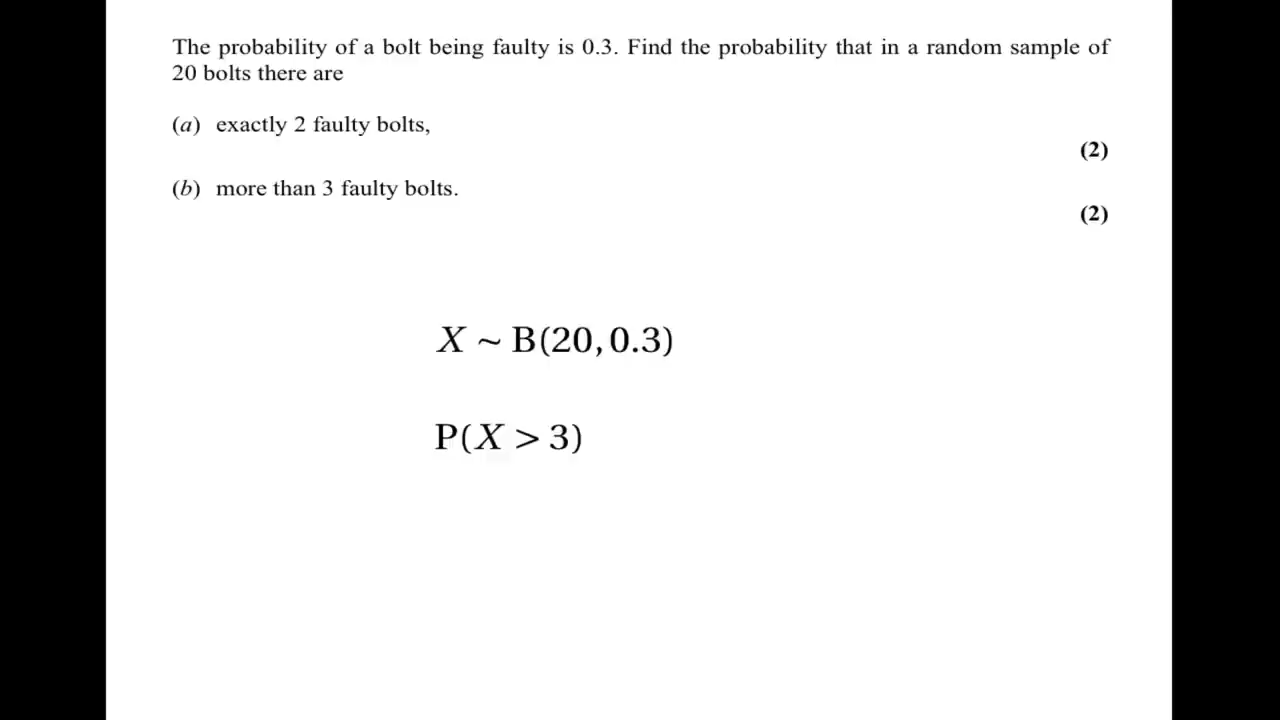 The probability of a bolt being faulty is 0.3. Find the probability that in a random sample of
20 bolts there are
(a) exactly 2 faulty bolts,
(2)
(b) more than 3 faulty bolts.
(2)
X ~ B(20, 0.3)
P(X > 3)